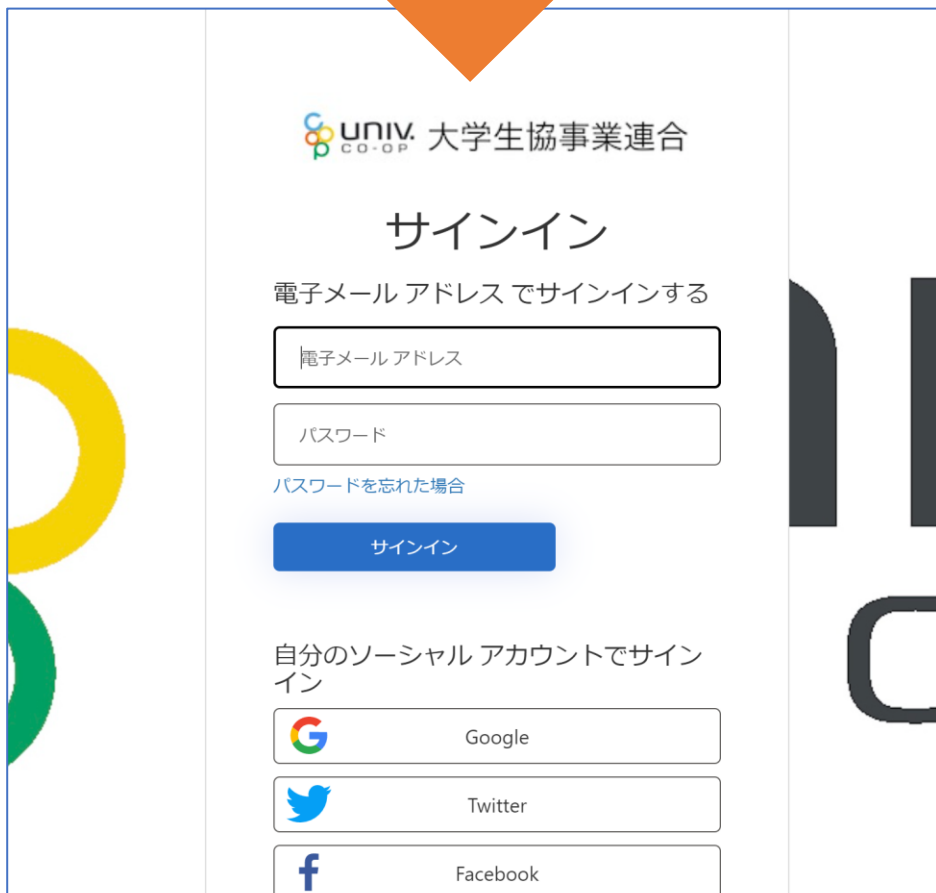 univ. 大学生協事業連合
CO-OP
サインイン
電子メール アドレス でサインインする
電子メール アドレス
パスワード
パスワードを忘れた場合
サインイン
自分のソーシャル アカウントでサイン
イン
Google
Twitter
Facebook